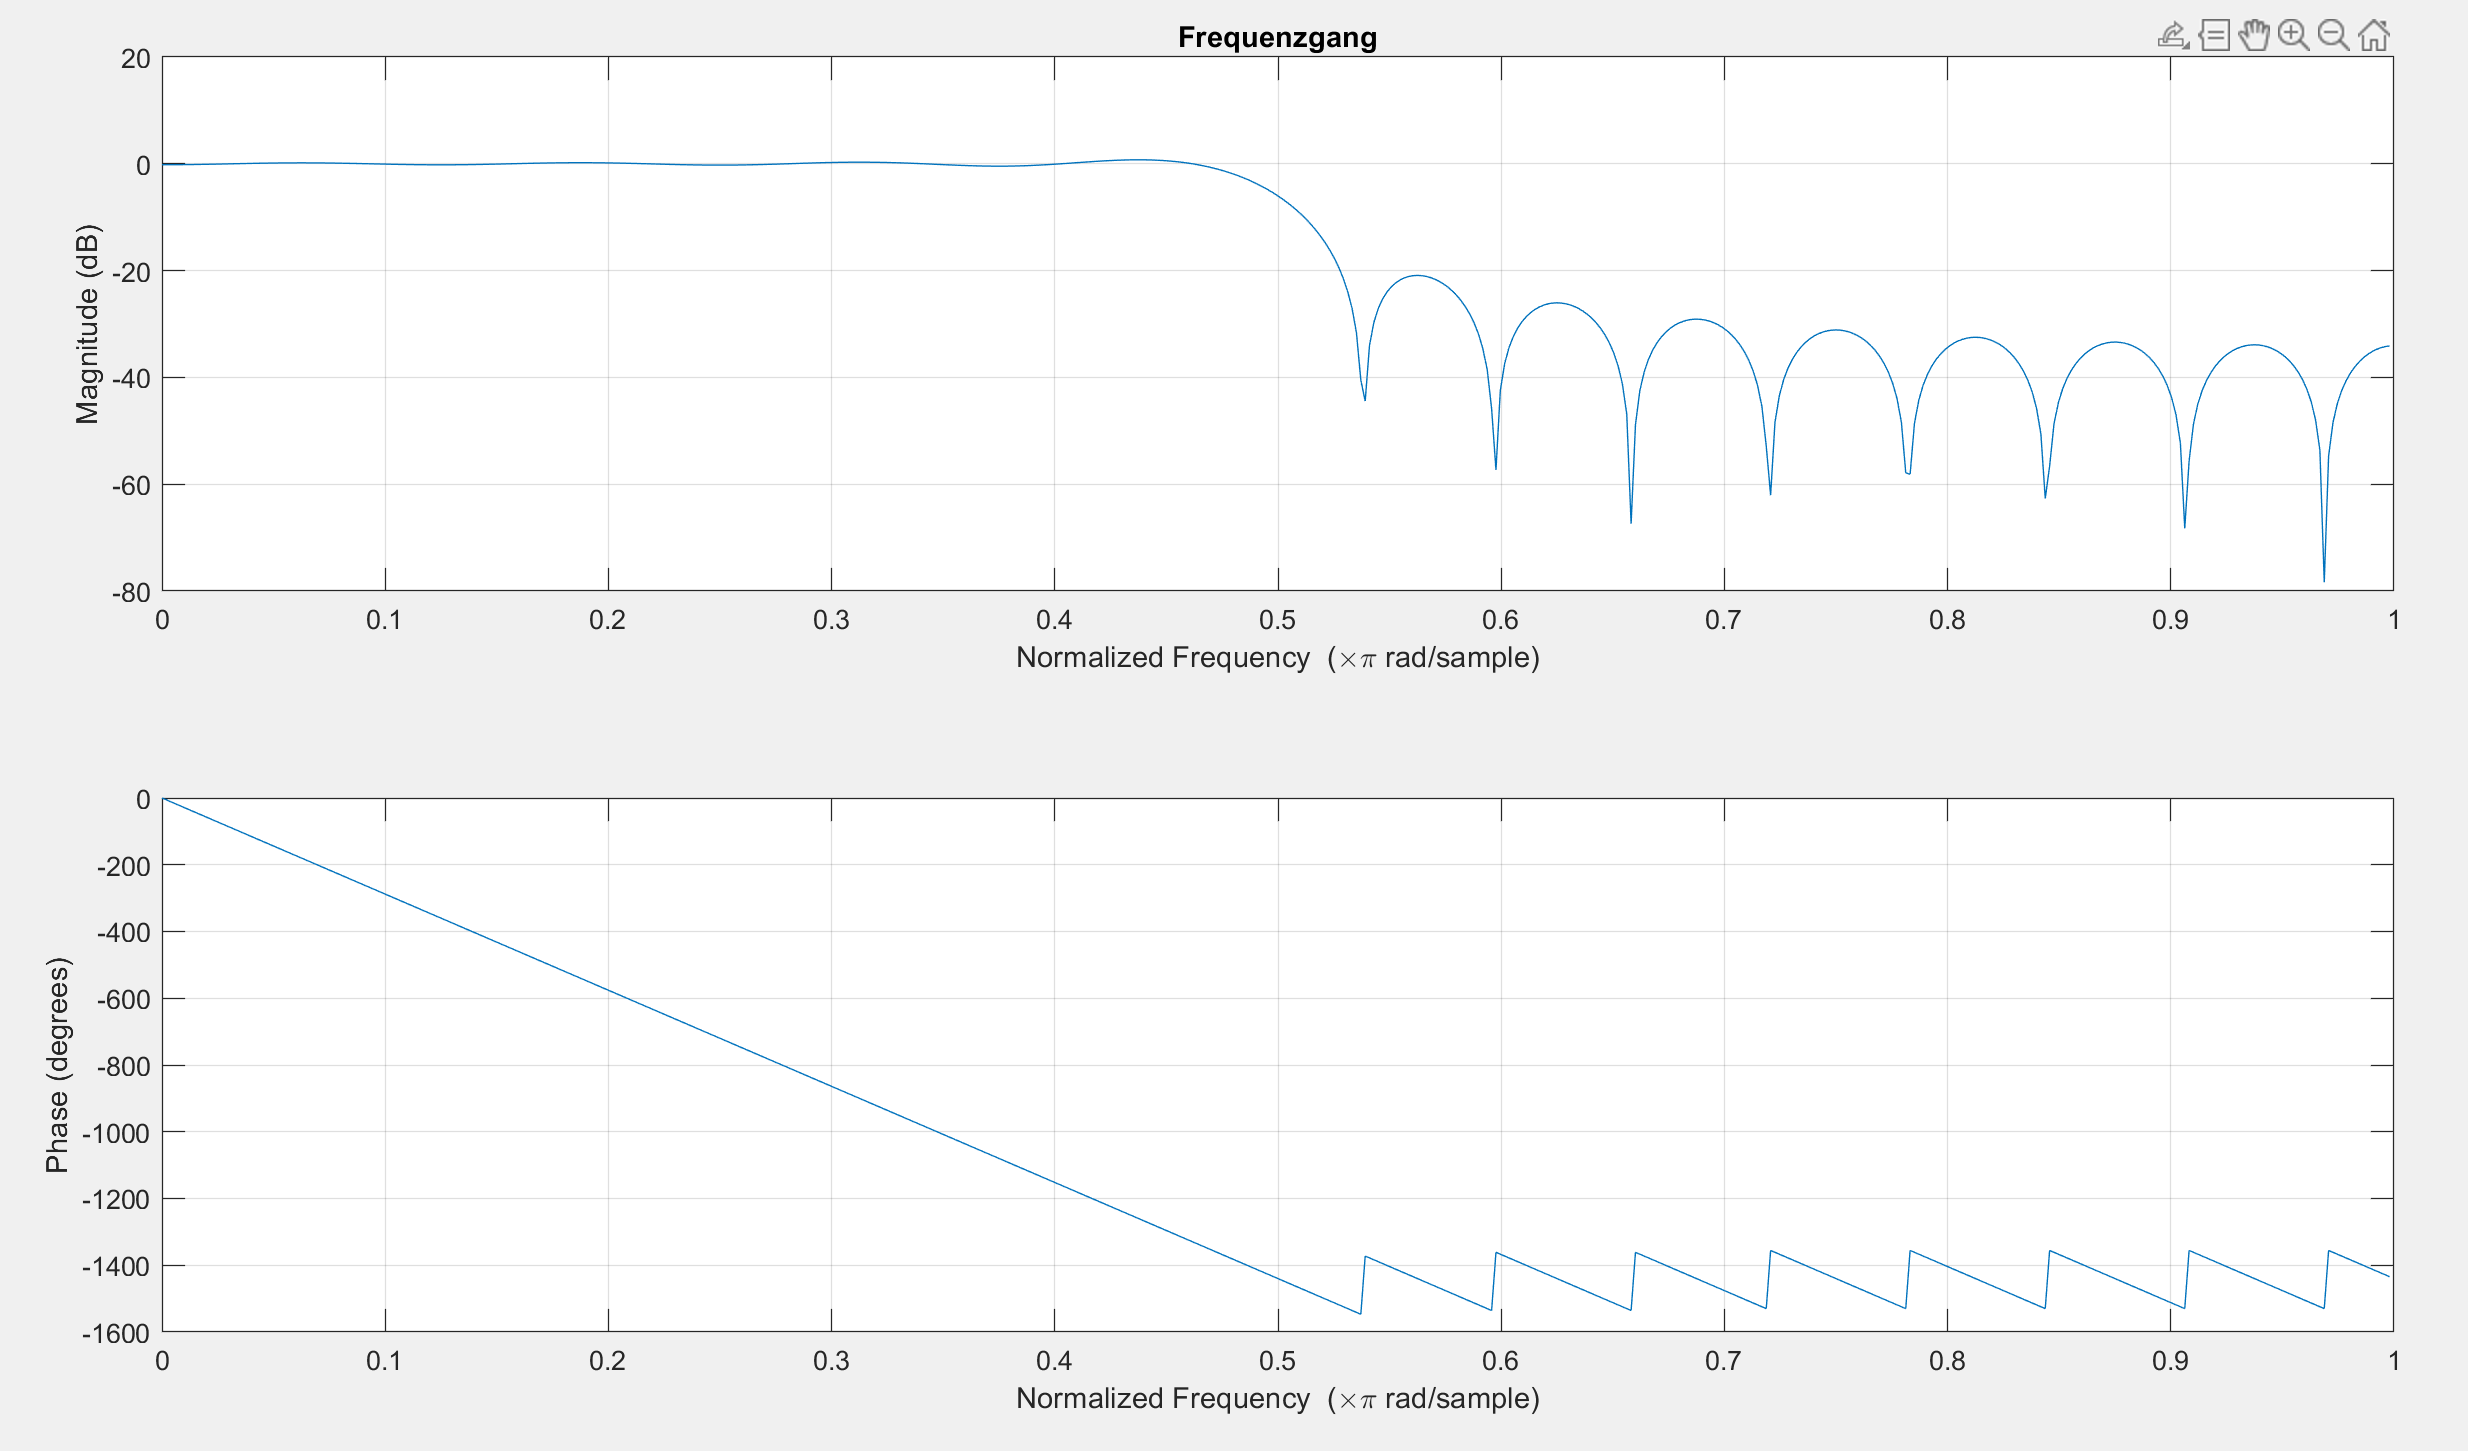 Frequenzgang
20
0
-20
-40
-60
-80
Magnitude (dB)
0 0.1 0.2 0.3 0.4 0.5 0.6 0.7 0.8 0.9 1
Normalized Frequency (×π rad/sample)
0
-200
-400
-600
-800
-1000
-1200
-1400
-1600
Phase (degrees)
0 0.1 0.2 0.3 0.4 0.5 0.6 0.7 0.8 0.9 1
Normalized Frequency (×π rad/sample)